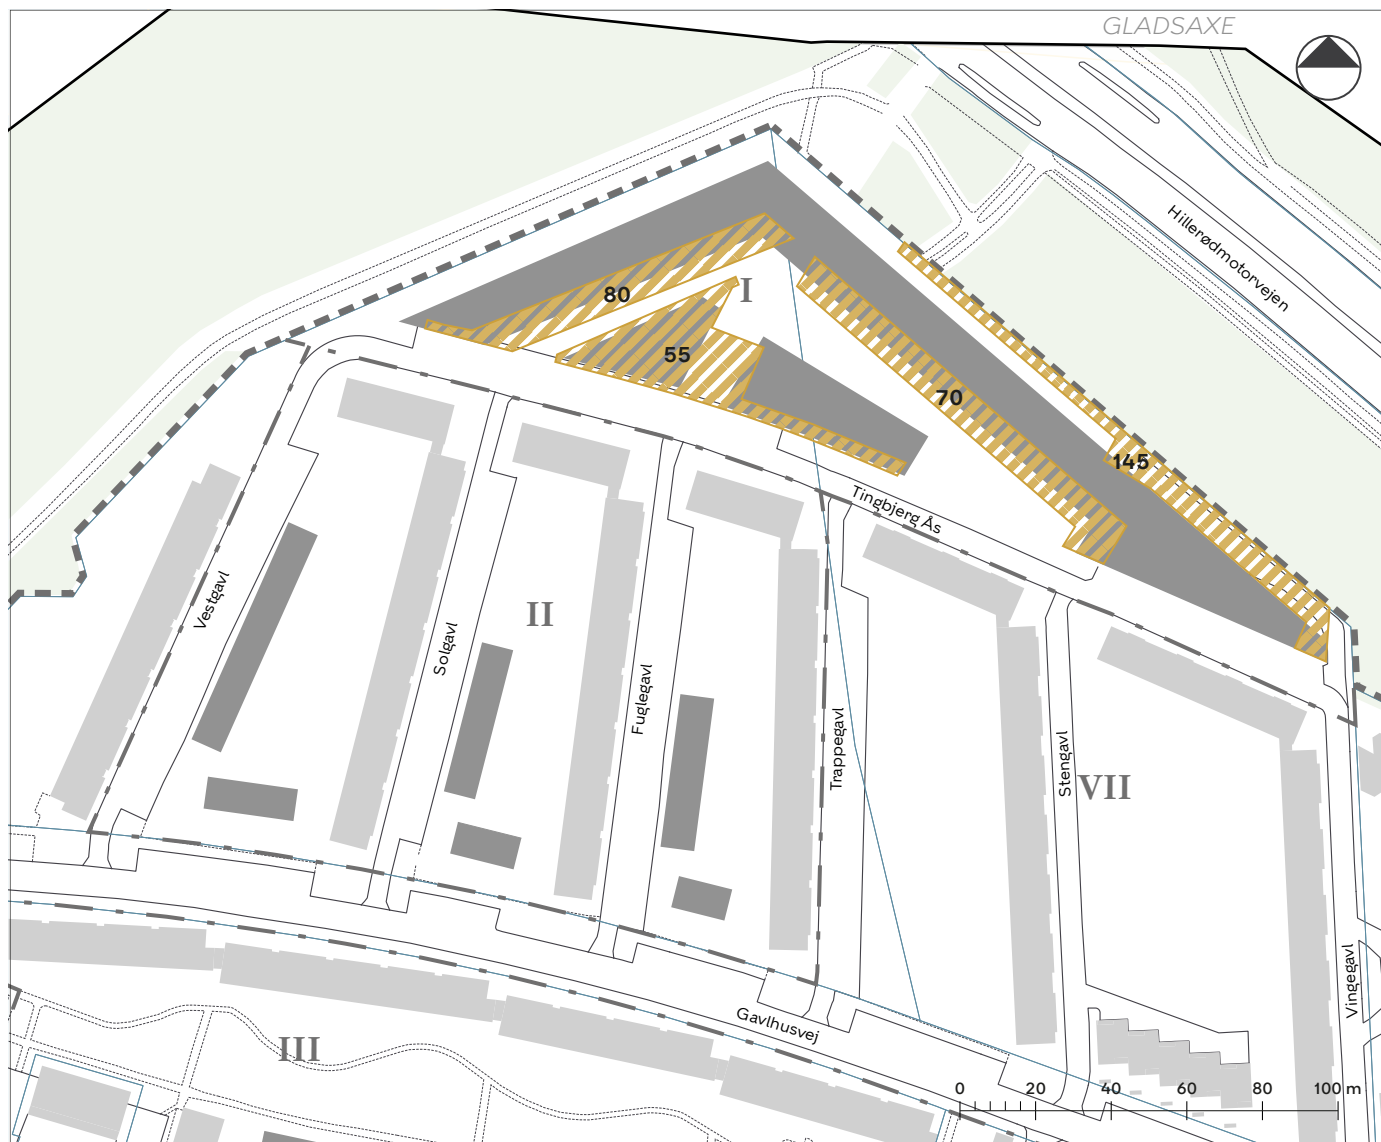 GLADSAXE
Hillerødmotorvejen
80
I
55
70
145
Tingbjerg Ås
Vestgavl
II
Solgavl
Fuglegavl
Trappegavl
Stengavl
VII
Vingegavl
Gavlhusvej
III
0 20 40 60 80 100 m